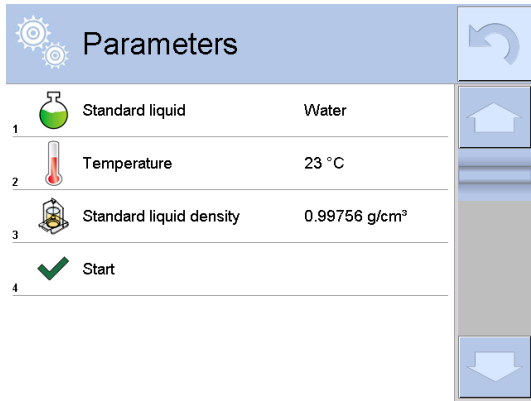 Parameters
1 Standard liquid Water
2 Temperature 23 °C
3 Standard liquid density 0.99756 g/cm³
4 Start